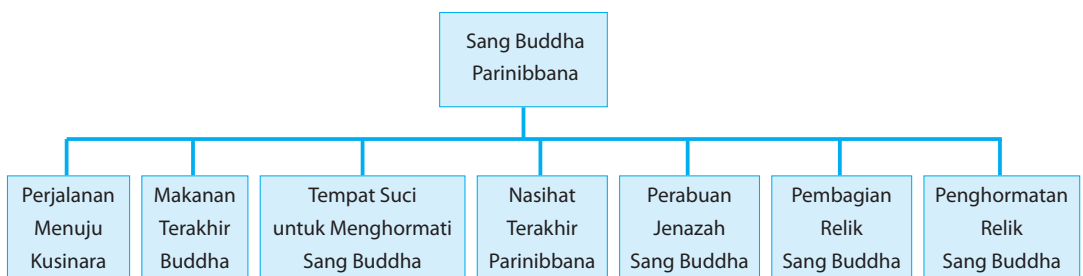 Sang Buddha
Parinibbana
Perjalanan
Menuju
Kusinara
Makanan
Terakhir
Buddha
Tempat Suci
untuk Menghormati
Sang Buddha
Nasihat
Terakhir
Parinibbana
Perabuan
Jenazah
Sang Buddha
Pembagian
Relik
Sang Buddha
Penghormatan
Relik
Sang Buddha